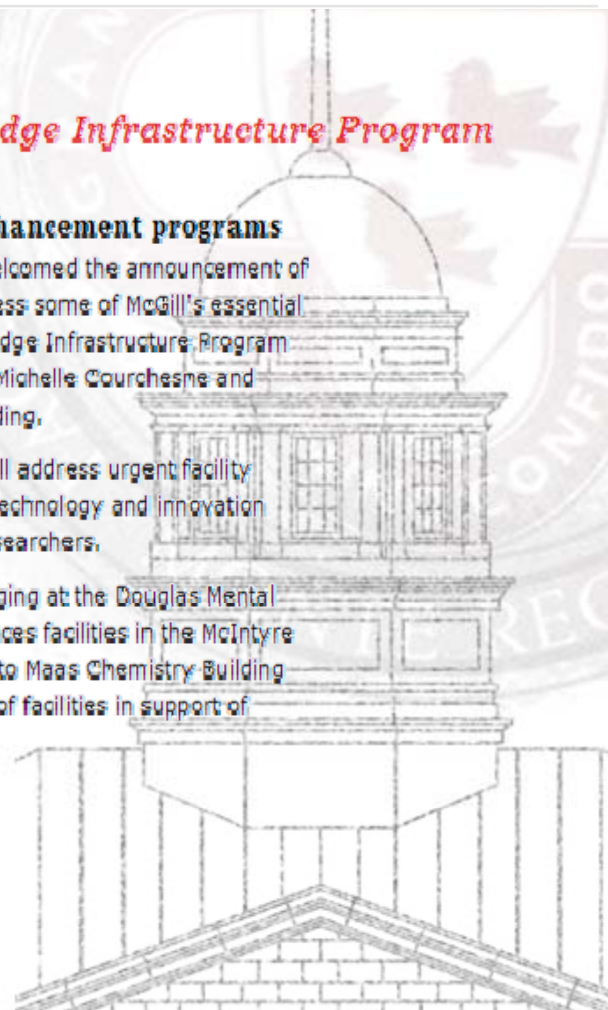 dge Infrastructure Program
hancement programs
elcomed the announcement of
ess some of McGill's essential
dge Infrastructure Program
Michelle Courchesne and
ding.
ll address urgent facility
echnology and innovation
searchers.
ging at the Douglas Mental
ces facilities in the McIntyre
to Maas Chemistry Building
of facilities in support of
CONFIDO